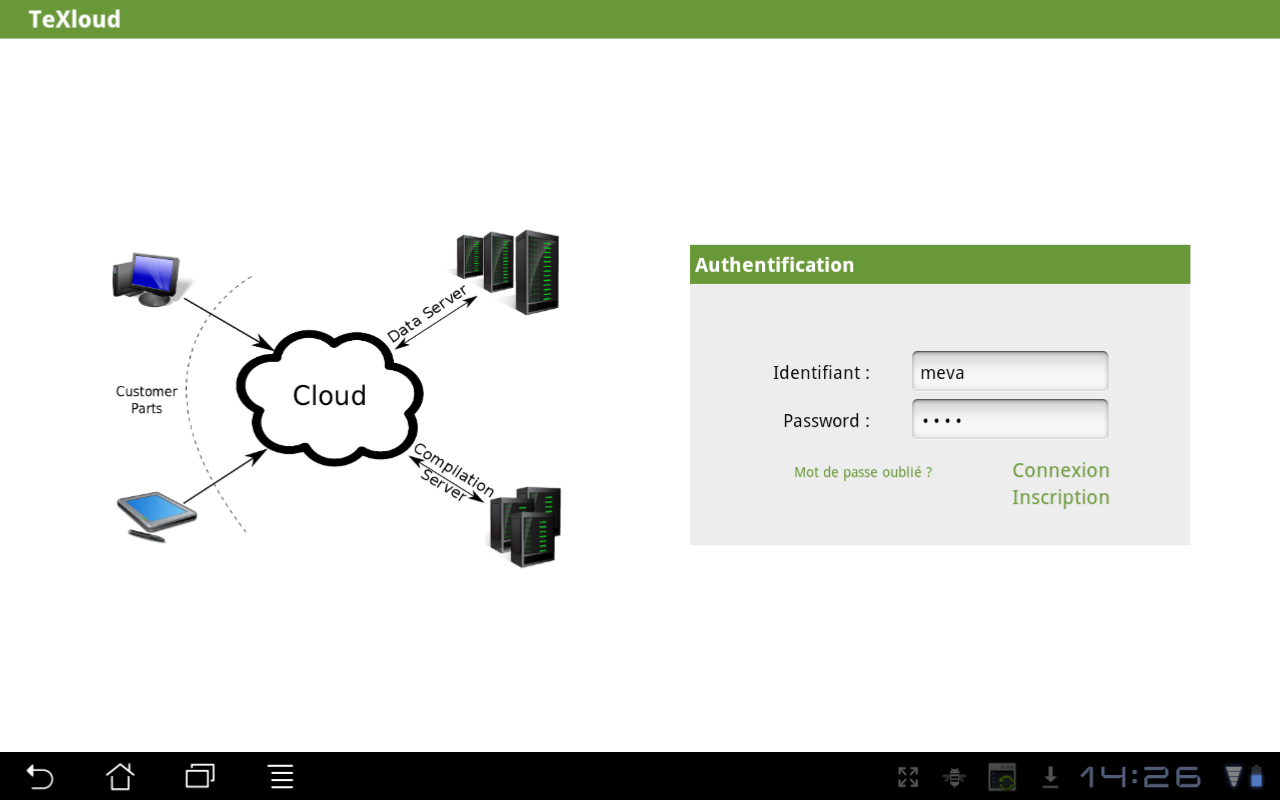 TeXloud
Data Server
Customer
Parts
Cloud
Compilation
Server
Authentification
Identifiant :
meva
Password :
••••
Mot de passe oublié ?
Connexion
Inscription
14:26